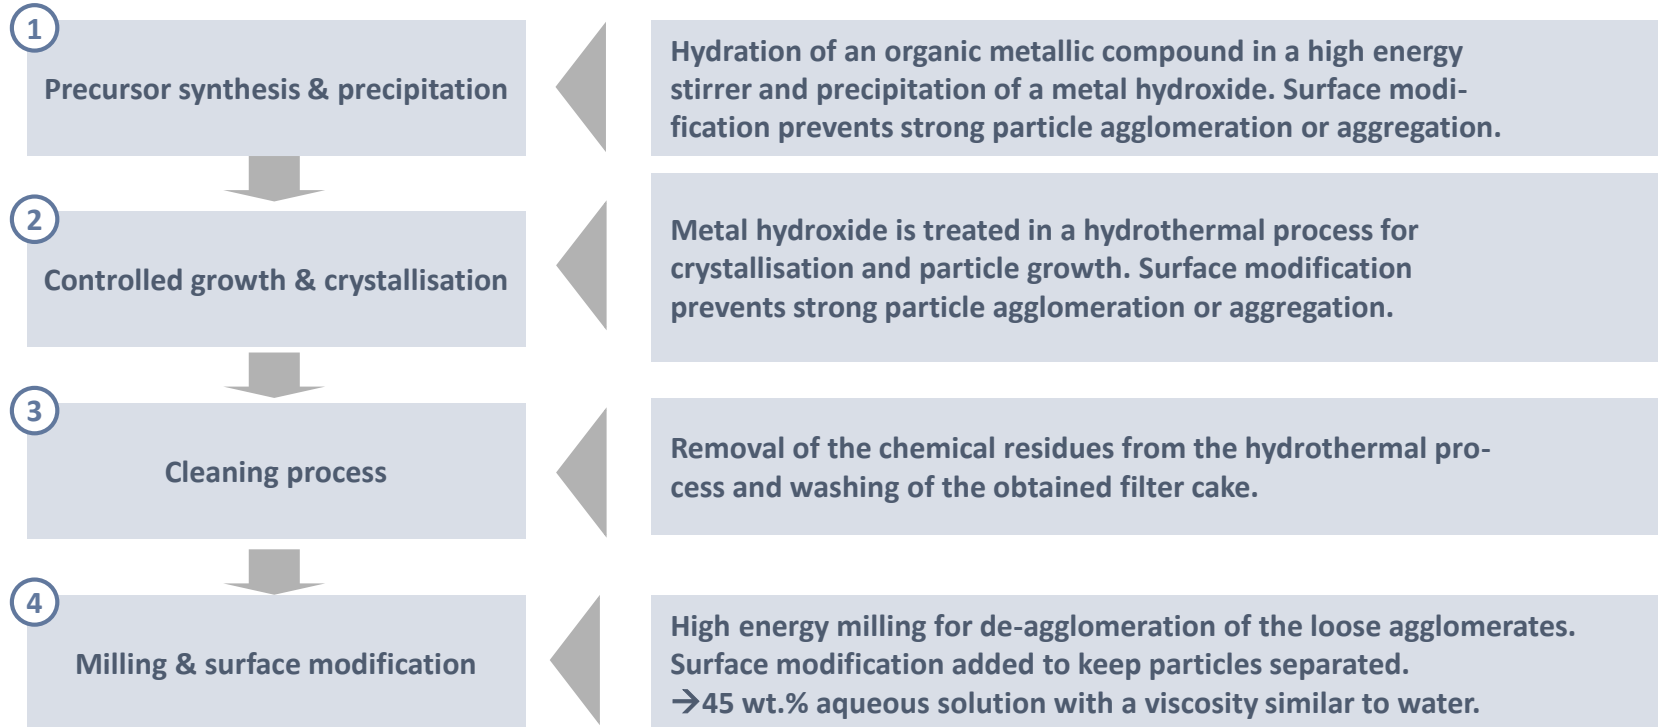 1
Precursor synthesis & precipitation
Hydration of an organic metallic compound in a high energy
stirrer and precipitation of a metal hydroxide. Surface modi-
fication prevents strong particle agglomeration or aggregation.
2
Controlled growth & crystallisation
Metal hydroxide is treated in a hydrothermal process for
crystallisation and particle growth. Surface modification
prevents strong particle agglomeration or aggregation.
3
Cleaning process
Removal of the chemical residues from the hydrothermal pro-
cess and washing of the obtained filter cake.
4
Milling & surface modification
High energy milling for de-agglomeration of the loose agglomerates.
Surface modification added to keep particles separated.
→45 wt.% aqueous solution with a viscosity similar to water.